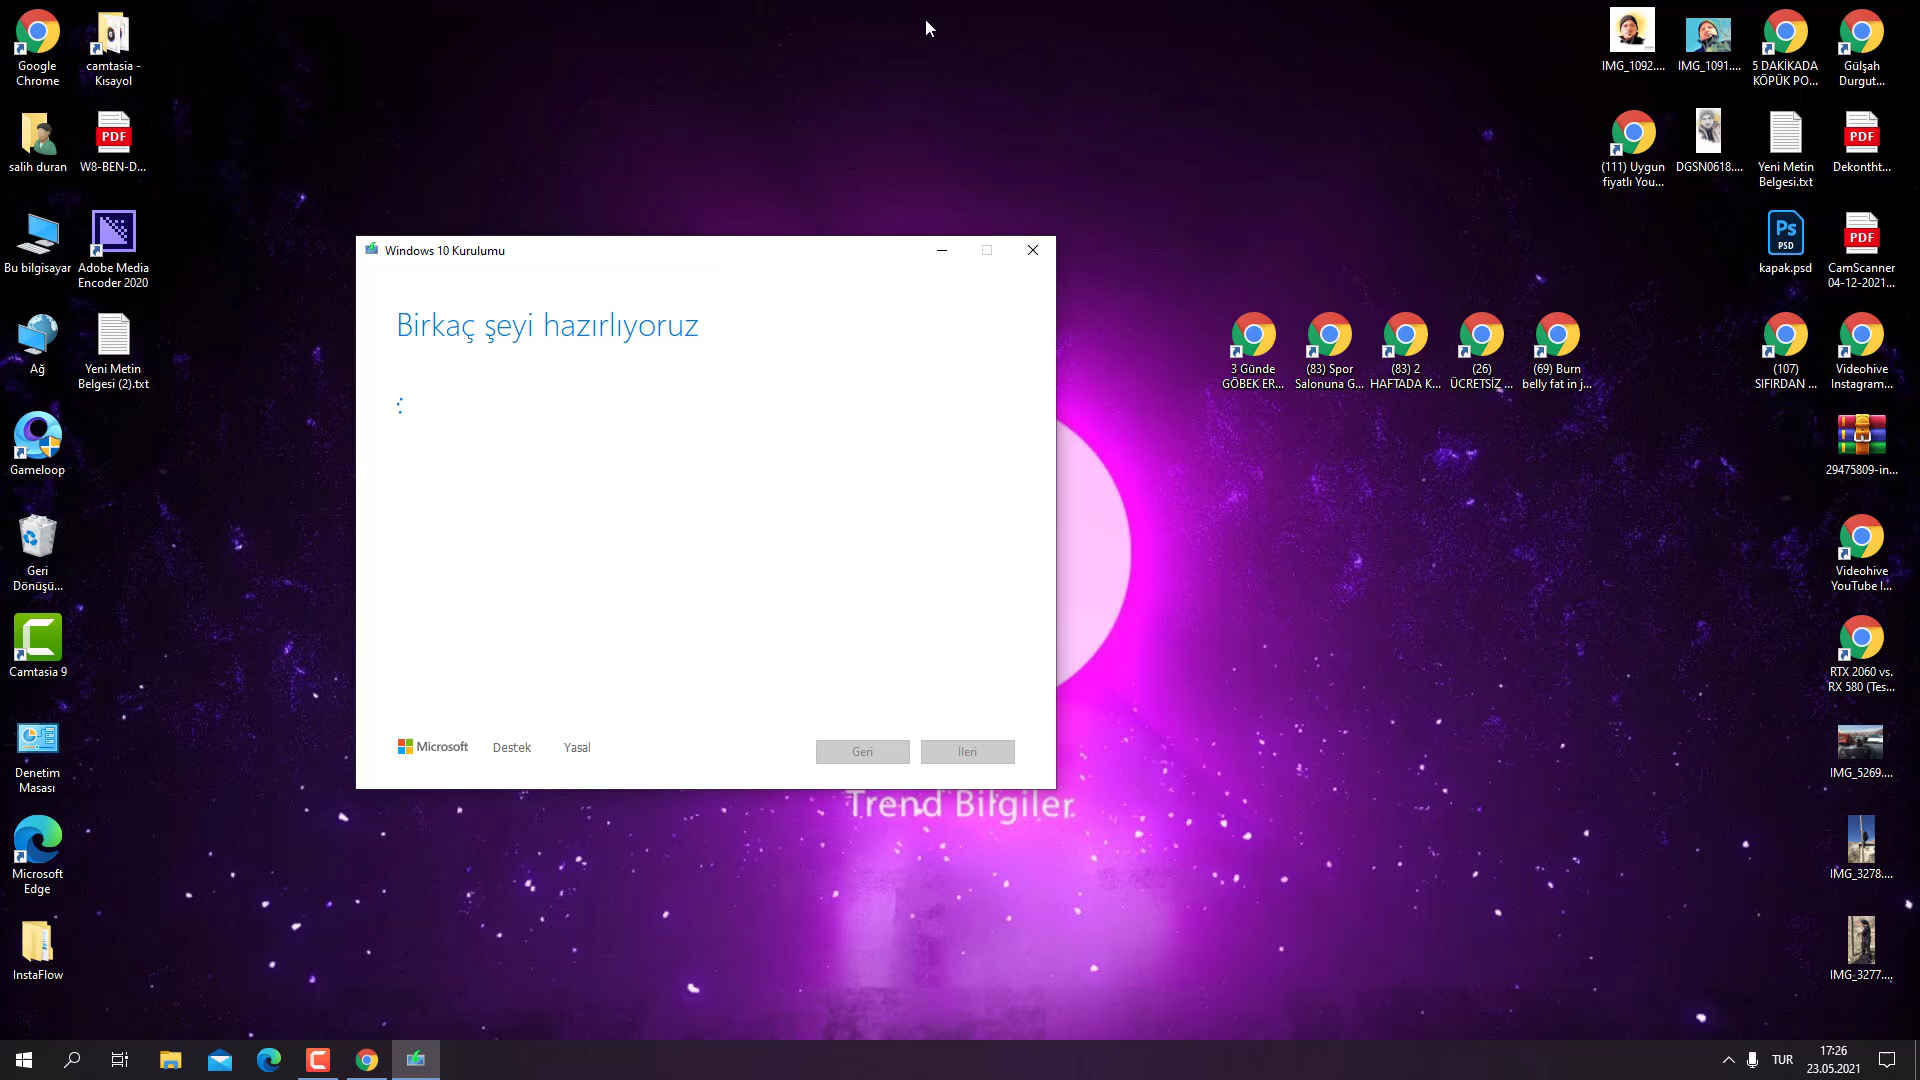 Google
Chrome
camtasia -
Kısayol
salih duran
PDF
W8-BEN-D...
Bu bilgisayar
Adobe Media
Encoder 2020
Ağ
Yeni Metin
Belgesi (2).txt
Gameloop
Geri
Dönüşü...
Camtasia 9
Denetim
Masası
Microsoft
Edge
InstaFlow
Windows 10 Kurulumu
Birkaç şeyi hazırlıyoruz
Microsoft
Destek
Yasal
Geri
İleri
Trend Bilgiler
3 Günde
GÖBEK ER...
(83) Spor
Salonuna G...
(83) 2
HAFTADA K...
(26)
ÜCRETSİZ ...
(69) Burn
belly fat in j...
IMG_1092....
IMG_1091....
5 DAKİKADA
KÖPÜK PO...
Gülşah
Durgut...
(111) Uygun
fiyatlı You...
DGSN0618....
Yeni Metin
Belgesi.txt
PDF
Dekontht...
Ps
PSD
kapak.psd
PDF
CamScanner
04-12-2021...
(107)
SIFIRDAN ...
Videohive
Instagram...
29475809-in...
Videohive
YouTube I...
RTX 2060 vs.
RX 580 (Tes...
IMG_5269....
IMG_3278....
IMG_3277....
TUR
17:26
23.05.2021